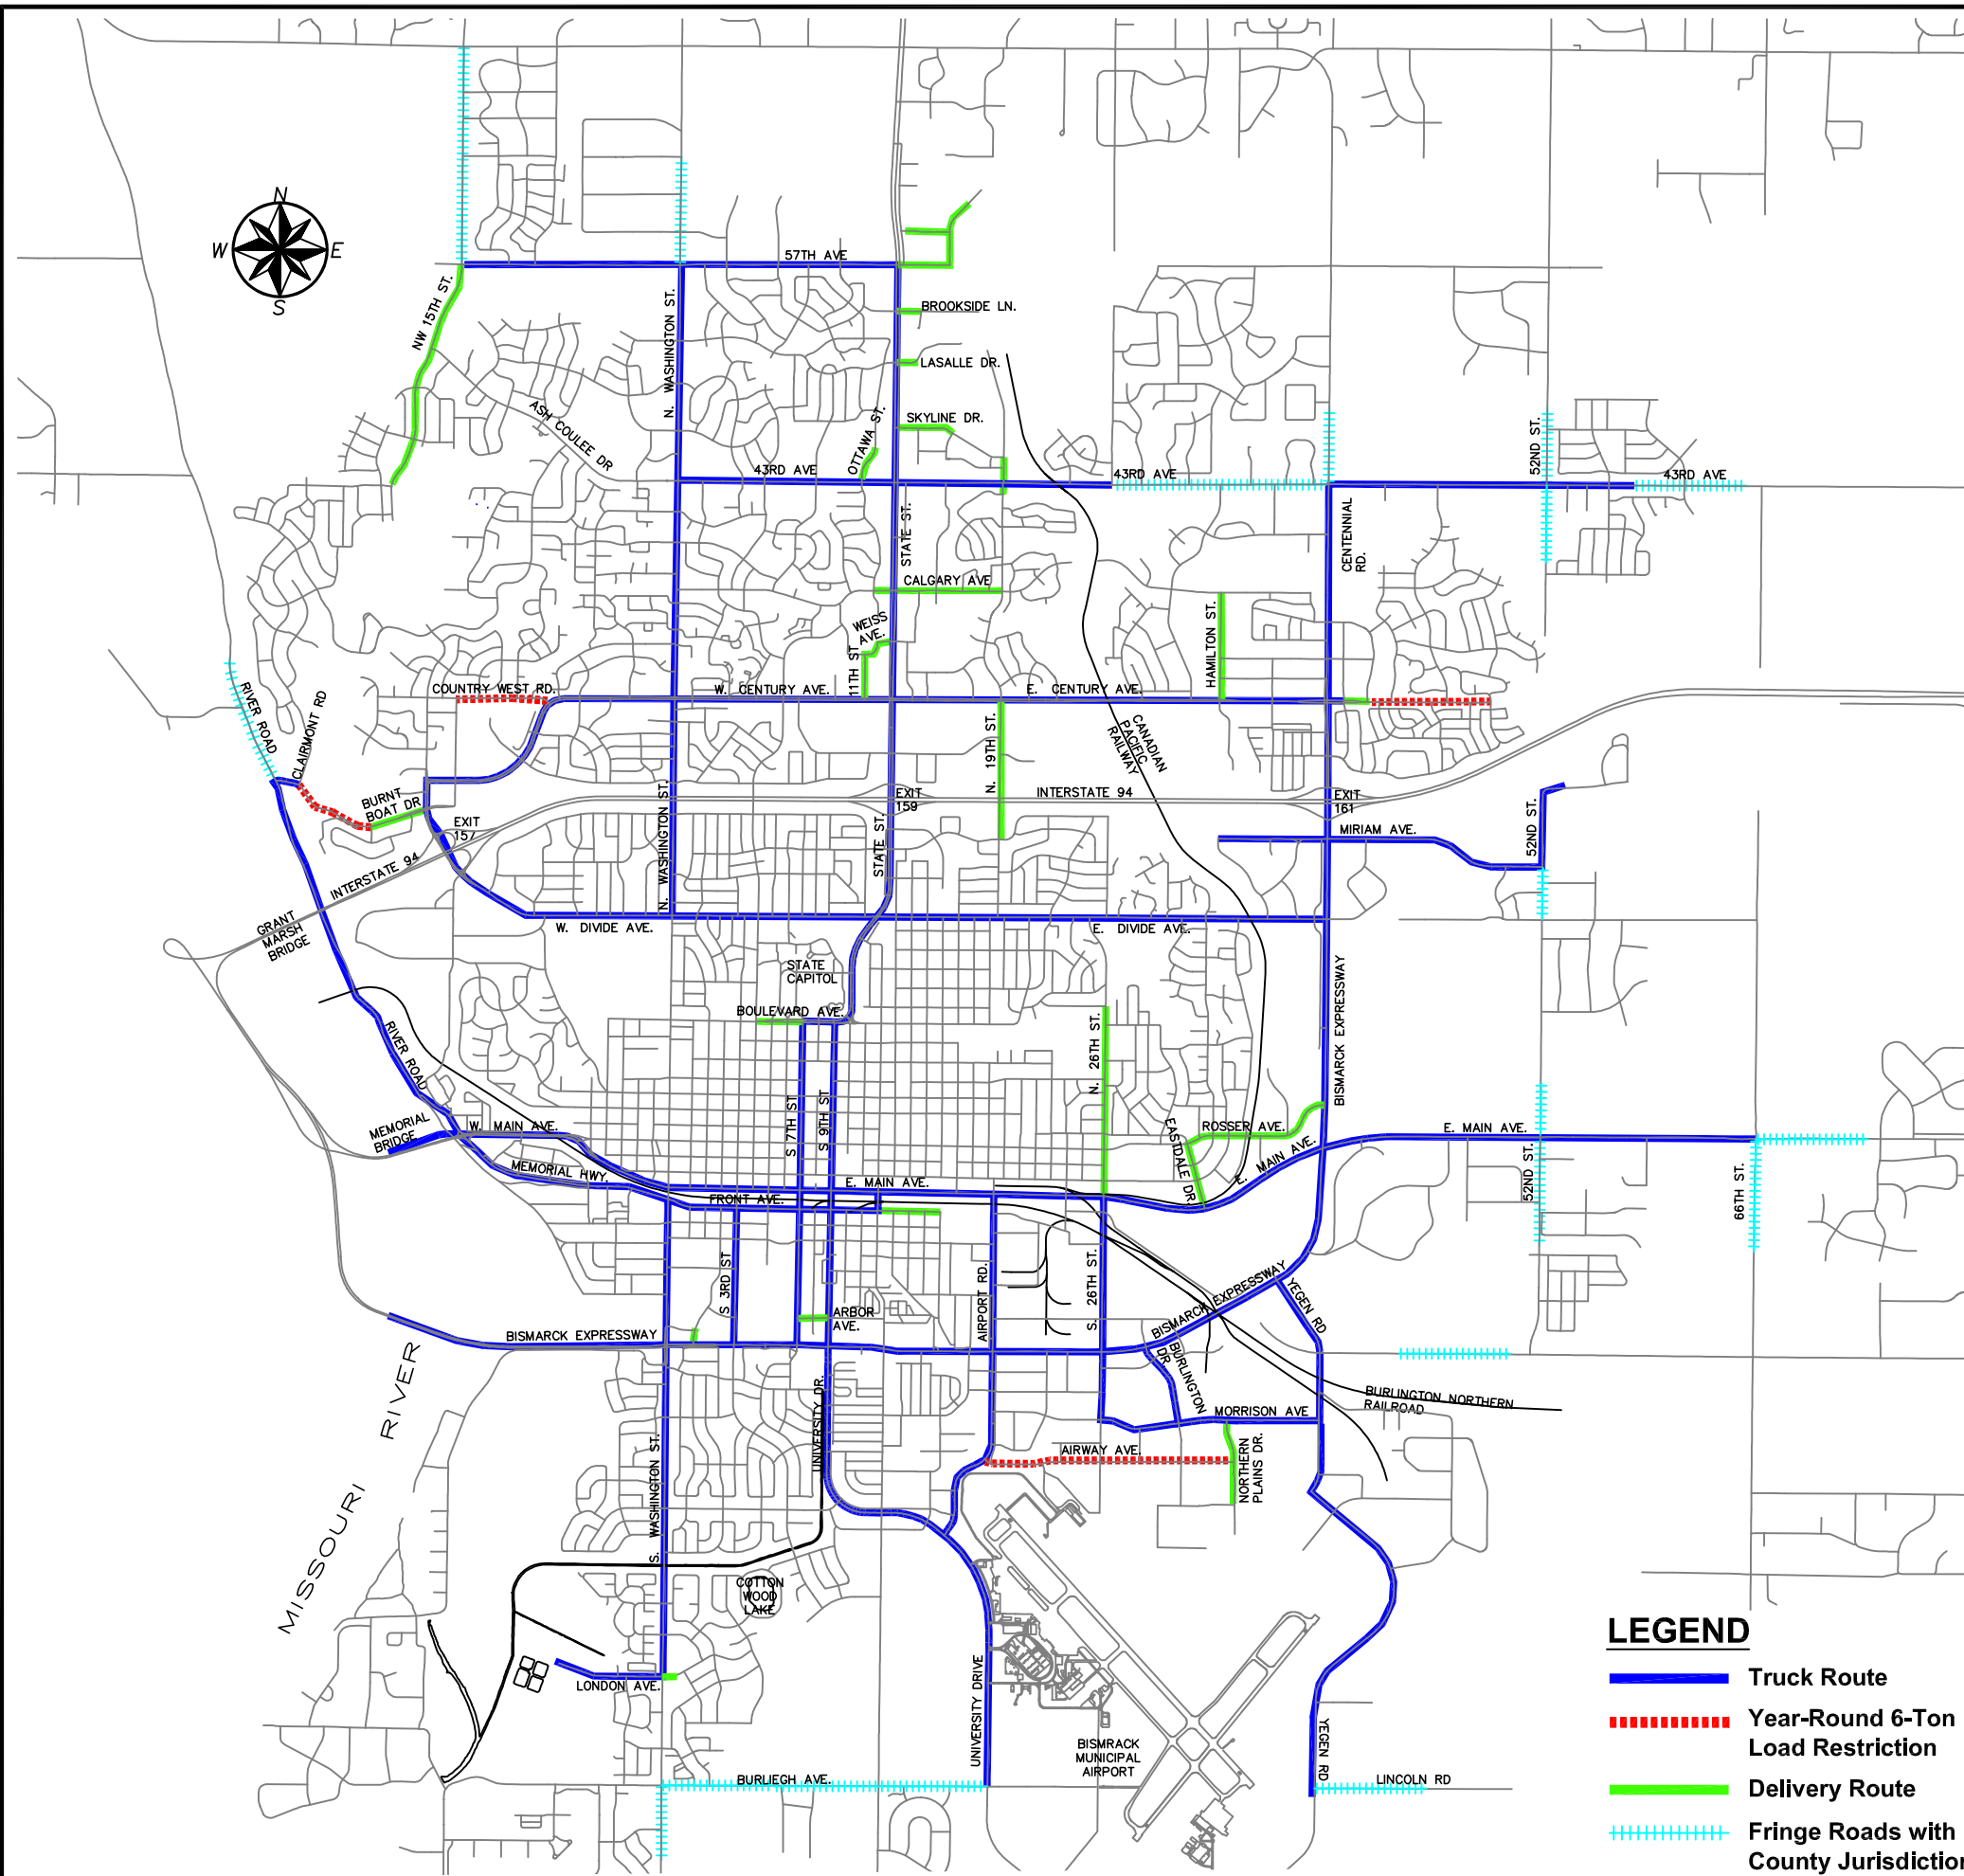 N
W
E
S
57TH AVE
NW 15TH ST.
N. WASHINGTON ST.
BROOKSIDE LN.
LASALLE DR.
SKYLINE DR.
ASH COULEE DR
OTTAWA ST.
43RD AVE
43RD AVE
52ND ST.
43RD AVE
STATE ST.
CENTENNIAL
RD.
CALGARY AVE
WEISS
AVE.
11TH ST
HAMILTON ST.
COUNTRY WEST RD.
W. CENTURY AVE.
E. CENTURY AVE.
RIVER ROAD
CLAIRMONT RD
N. 19TH ST.
CANADIAN
PACIFIC
RAILWAY
BURNT
BOAT DR
EXIT
157
N. WASHINGTON ST.
EXIT
159
INTERSTATE 94
EXIT
161
STATE ST.
MIRIAM AVE.
52ND ST.
INTERSTATE 94
GRANT
MARSH
BRIDGE
W. DIVIDE AVE.
E. DIVIDE AVE.
STATE
CAPITOL
BOULEVARD AVE.
BISMARCK EXPRESSWAY
RIVER ROAD
N. 26TH ST.
S 7TH ST
S 9TH ST
MEMORIAL
BRIDGE
W. MAIN AVE.
ROSSER AVE.
E. MAIN AVE.
EASTDALE DR.
E. MAIN AVE.
MEMORIAL HWY.
E. MAIN AVE.
FRONT AVE.
52ND ST.
66TH ST.
S 3RD ST
AIRPORT RD.
S. 26TH ST.
BISMARCK EXPRESSWAY
YEGEN RD
ARBOR
AVE.
BISMARCK EXPRESSWAY
BURLINGTON
DR
RIVER
UNIVERSITY DR.
BURLINGTON NORTHERN
RAILROAD
MORRISON AVE
S. WASHINGTON ST.
AIRWAY AVE.
NORTHERN
PLAINS DR.
MISSOURI
COTTON
WOOD
LAKE
LONDON AVE.
UNIVERSITY DRIVE
BISMRACK
MUNICIPAL
AIRPORT
YEGEN RD
BURLIEGH AVE.
LINCOLN RD
LEGEND
Truck Route
Year-Round 6-Ton
Load Restriction
Delivery Route
Fringe Roads with
County Jurisdiction